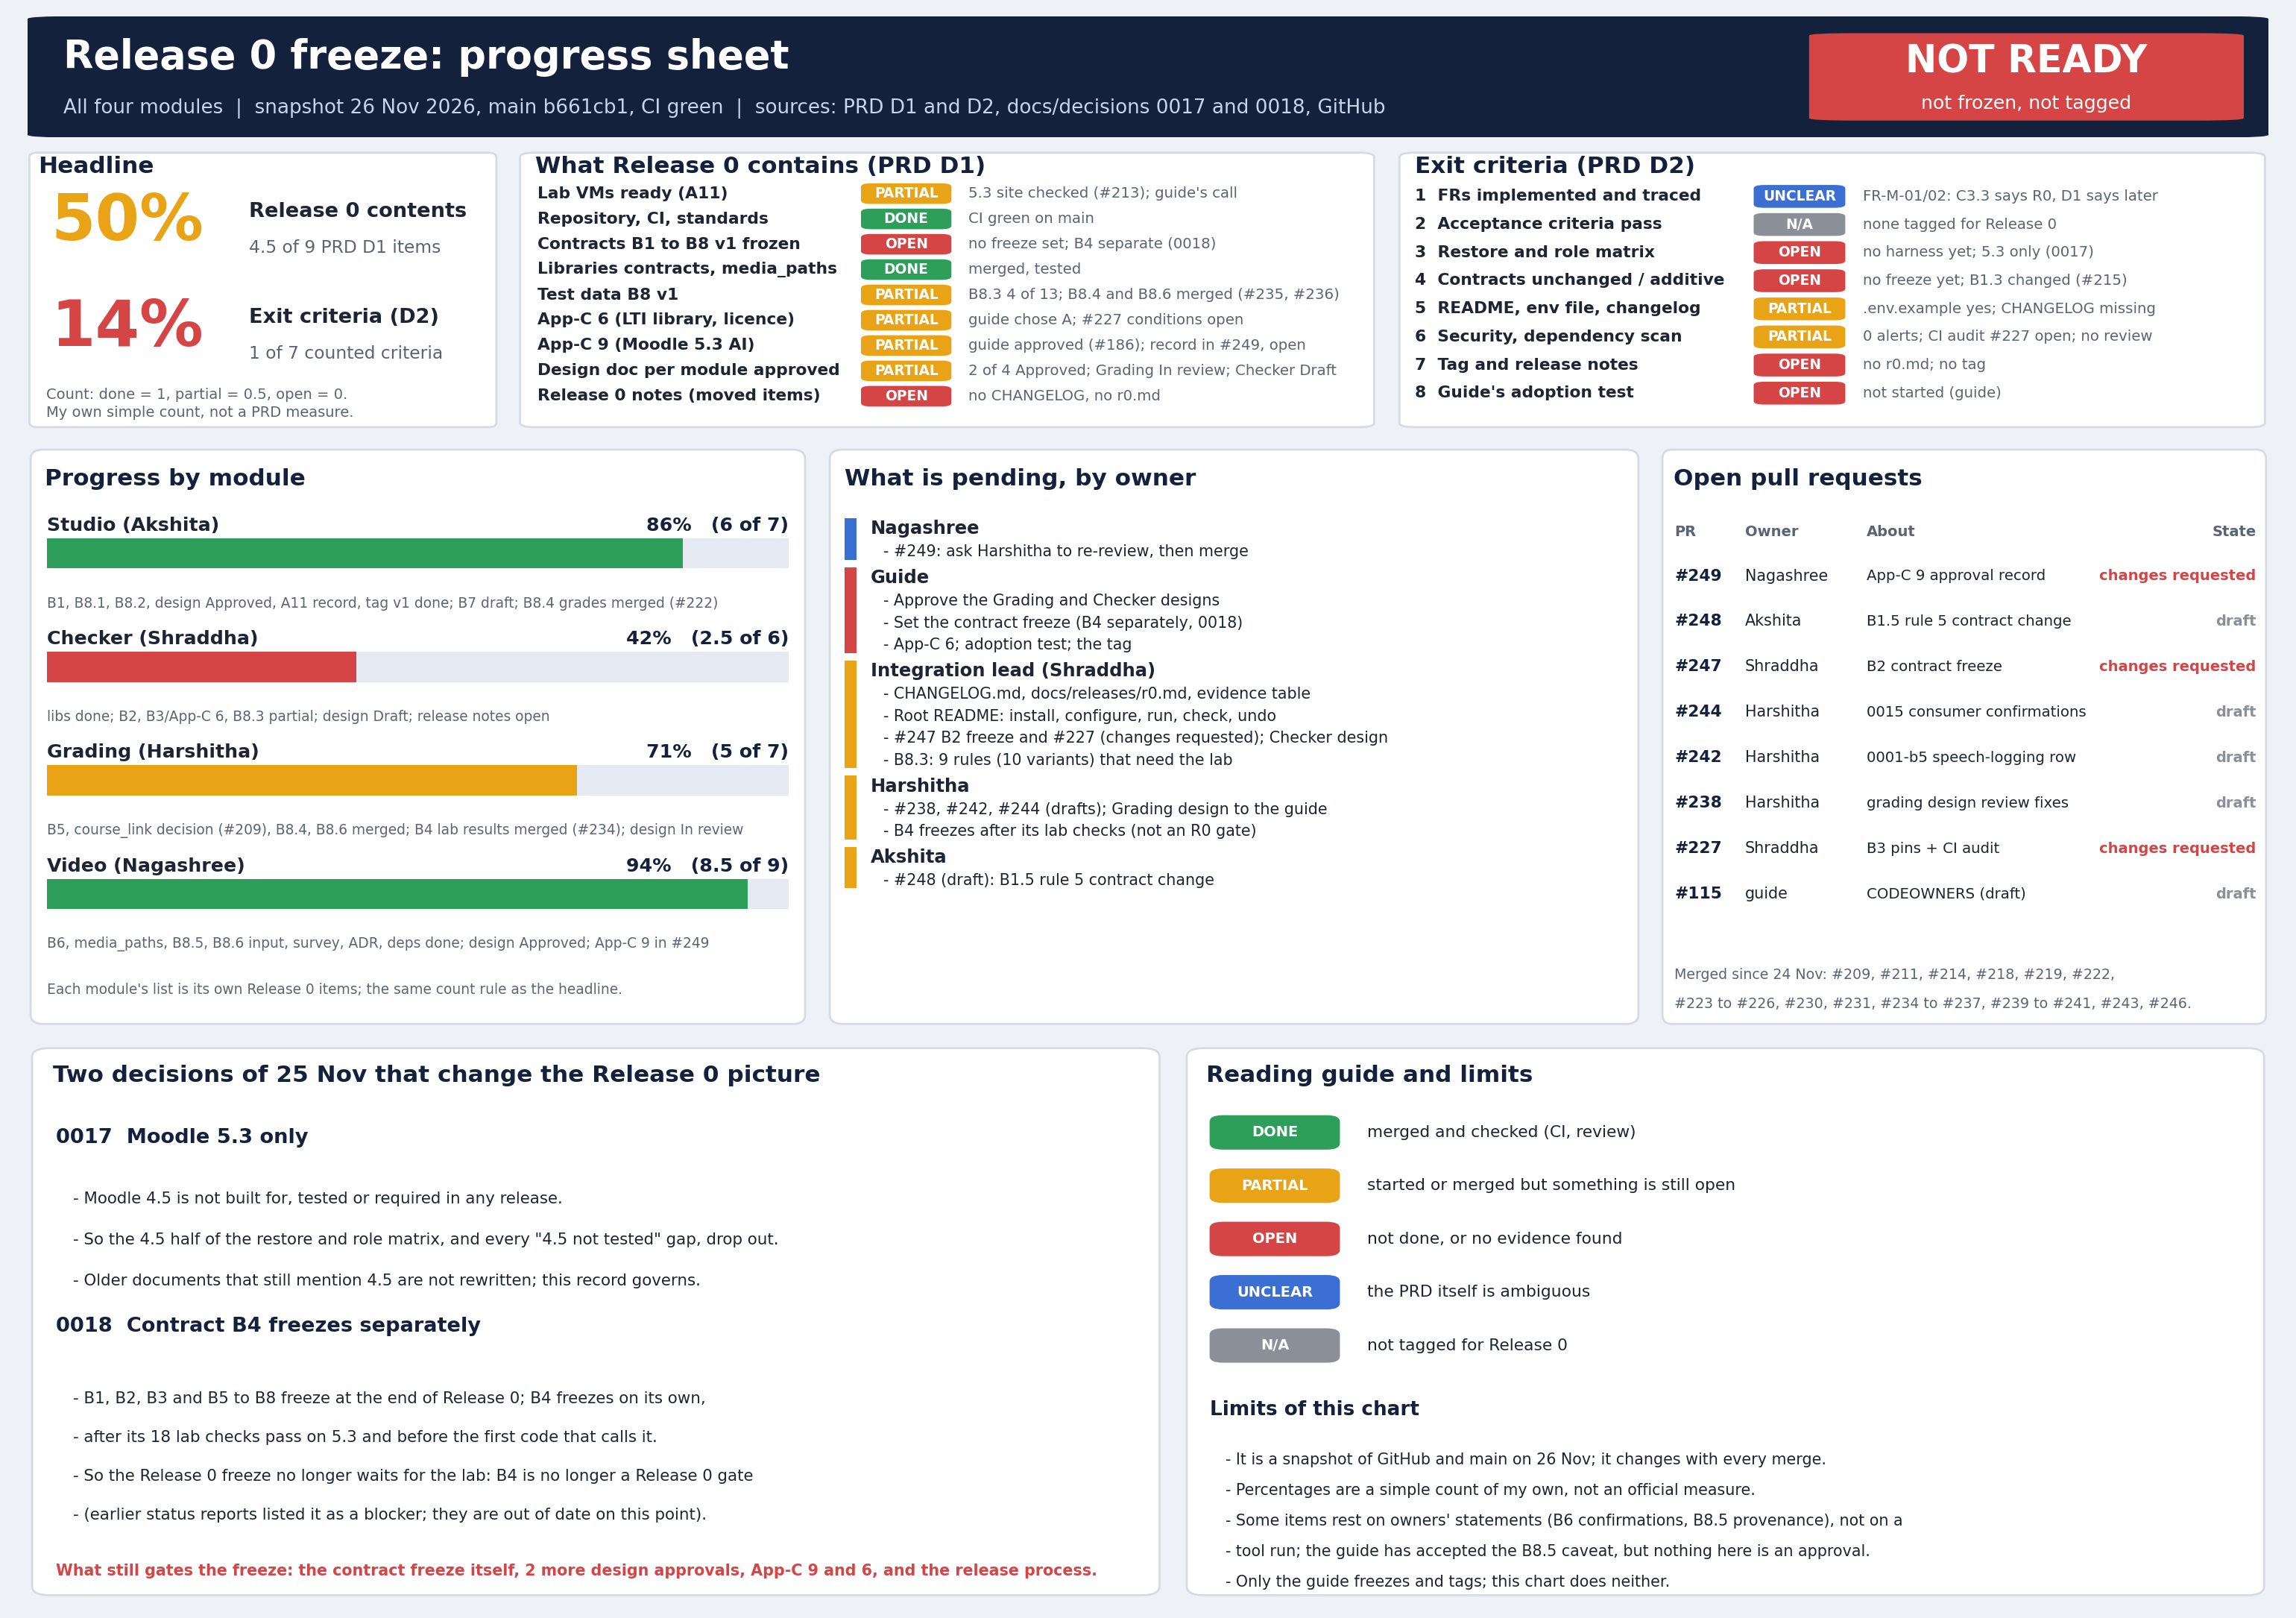 Release 0 freeze: progress sheet
All four modules | snapshot 26 Nov 2026, main b661cb1, CI green | sources: PRD D1 and D2, docs/decisions 0017 and 0018, GitHub
NOT READY
not frozen, not tagged
Headline
50%
Release 0 contents
4.5 of 9 PRD D1 items
14%
Exit criteria (D2)
1 of 7 counted criteria
Count: done = 1, partial = 0.5, open = 0.
My own simple count, not a PRD measure.
What Release 0 contains (PRD D1)
Lab VMs ready (A11) PARTIAL 5.3 site checked (#213); guide's call
Repository, CI, standards DONE CI green on main
Contracts B1 to B8 v1 frozen OPEN no freeze set; B4 separate (0018)
Libraries contracts, media_paths DONE merged, tested
Test data B8 v1 PARTIAL B8.3 4 of 13; B8.4 and B8.6 merged (#235, #236)
App-C 6 (LTI library, licence) PARTIAL guide chose A; #227 conditions open
App-C 9 (Moodle 5.3 AI) PARTIAL guide approved (#186); record in #249, open
Design doc per module approved PARTIAL 2 of 4 Approved; Grading In review; Checker Draft
Release 0 notes (moved items) OPEN no CHANGELOG, no r0.md
Exit criteria (PRD D2)
1 FRs implemented and traced UNCLEAR FR-M-01/02: C3.3 says R0, D1 says later
2 Acceptance criteria pass N/A none tagged for Release 0
3 Restore and role matrix OPEN no harness yet; 5.3 only (0017)
4 Contracts unchanged / additive OPEN no freeze yet; B1.3 changed (#215)
5 README, env file, changelog PARTIAL .env.example yes; CHANGELOG missing
6 Security, dependency scan PARTIAL 0 alerts; CI audit #227 open; no review
7 Tag and release notes OPEN no r0.md; no tag
8 Guide's adoption test OPEN not started (guide)
Progress by module
Studio (Akshita) 86% (6 of 7)
B1, B8.1, B8.2, design Approved, A11 record, tag v1 done; B7 draft; B8.4 grades merged (#222)
Checker (Shraddha) 42% (2.5 of 6)
libs done; B2, B3/App-C 6, B8.3 partial; design Draft; release notes open
Grading (Harshitha) 71% (5 of 7)
B5, course_link decision (#209), B8.4, B8.6 merged; B4 lab results merged (#234); design In review
Video (Nagashree) 94% (8.5 of 9)
B6, media_paths, B8.5, B8.6 input, survey, ADR, deps done; design Approved; App-C 9 in #249
Each module's list is its own Release 0 items; the same count rule as the headline.
What is pending, by owner
Nagashree
- #249: ask Harshitha to re-review, then merge
Guide
- Approve the Grading and Checker designs
- Set the contract freeze (B4 separately, 0018)
- App-C 6; adoption test; the tag
Integration lead (Shraddha)
- CHANGELOG.md, docs/releases/r0.md, evidence table
- Root README: install, configure, run, check, undo
- #247 B2 freeze and #227 (changes requested); Checker design
- B8.3: 9 rules (10 variants) that need the lab
Harshitha
- #238, #242, #244 (drafts); Grading design to the guide
- B4 freezes after its lab checks (not an R0 gate)
Akshita
- #248 (draft): B1.5 rule 5 contract change
Open pull requests
PR Owner About State
#249 Nagashree App-C 9 approval record changes requested
#248 Akshita B1.5 rule 5 contract change draft
#247 Shraddha B2 contract freeze changes requested
#244 Harshitha 0015 consumer confirmations draft
#242 Harshitha 0001-b5 speech-logging row draft
#238 Harshitha grading design review fixes draft
#227 Shraddha B3 pins + CI audit changes requested
#115 guide CODEOWNERS (draft) draft
Merged since 24 Nov: #209, #211, #214, #218, #219, #222,
#223 to #226, #230, #231, #234 to #237, #239 to #241, #243, #246.
Two decisions of 25 Nov that change the Release 0 picture
0017 Moodle 5.3 only
- Moodle 4.5 is not built for, tested or required in any release.
- So the 4.5 half of the restore and role matrix, and every "4.5 not tested" gap, drop out.
- Older documents that still mention 4.5 are not rewritten; this record governs.
0018 Contract B4 freezes separately
- B1, B2, B3 and B5 to B8 freeze at the end of Release 0; B4 freezes on its own,
- after its 18 lab checks pass on 5.3 and before the first code that calls it.
- So the Release 0 freeze no longer waits for the lab: B4 is no longer a Release 0 gate
- (earlier status reports listed it as a blocker; they are out of date on this point).
What still gates the freeze: the contract freeze itself, 2 more design approvals, App-C 9 and 6, and the release process.
Reading guide and limits
DONE merged and checked (CI, review)
PARTIAL started or merged but something is still open
OPEN not done, or no evidence found
UNCLEAR the PRD itself is ambiguous
N/A not tagged for Release 0
Limits of this chart
- It is a snapshot of GitHub and main on 26 Nov; it changes with every merge.
- Percentages are a simple count of my own, not an official measure.
- Some items rest on owners' statements (B6 confirmations, B8.5 provenance), not on a
- tool run; the guide has accepted the B8.5 caveat, but nothing here is an approval.
- Only the guide freezes and tags; this chart does neither.